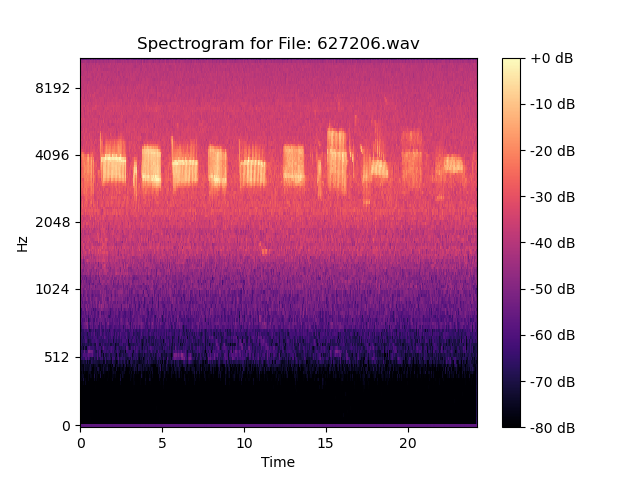 Spectrogram for File: 627206.wav
Hz
8192
4096
2048
1024
512
0
0 5 10 15 20
Time
+0 dB
-10 dB
-20 dB
-30 dB
-40 dB
-50 dB
-60 dB
-70 dB
-80 dB